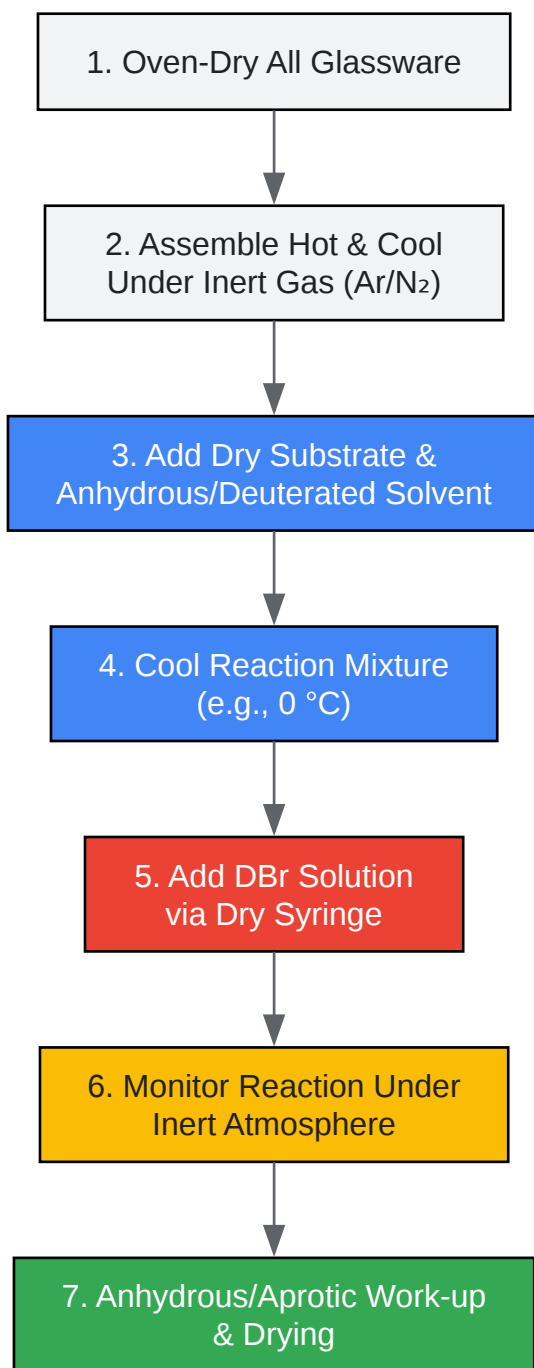 1. Oven-Dry All Glassware
2. Assemble Hot & Cool
Under Inert Gas (Ar/N₂)
3. Add Dry Substrate &
Anhydrous/Deuterated Solvent
4. Cool Reaction Mixture
(e.g., 0 °C)
5. Add DBr Solution
via Dry Syringe
6. Monitor Reaction Under
Inert Atmosphere
7. Anhydrous/Aprotic Work-up
& Drying